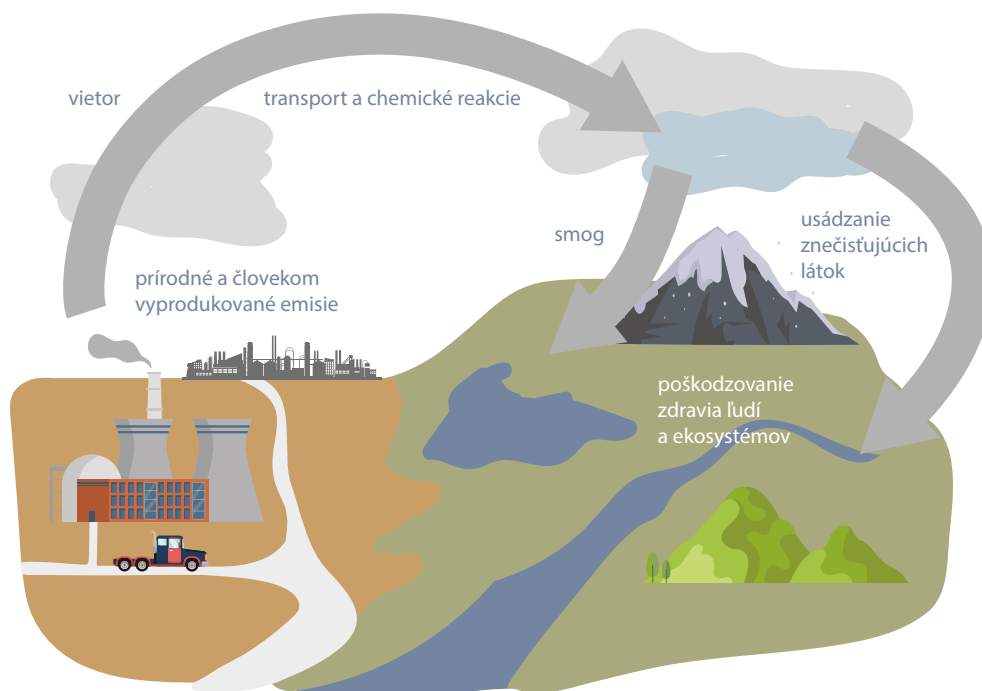 vietor
transport a chemické reakcie
smog
usádzanie
znečisťujúcich
látok
prírodné a človekom
vyprodukované emisie
poškodzovanie
zdravia ľudí
a ekosystémov